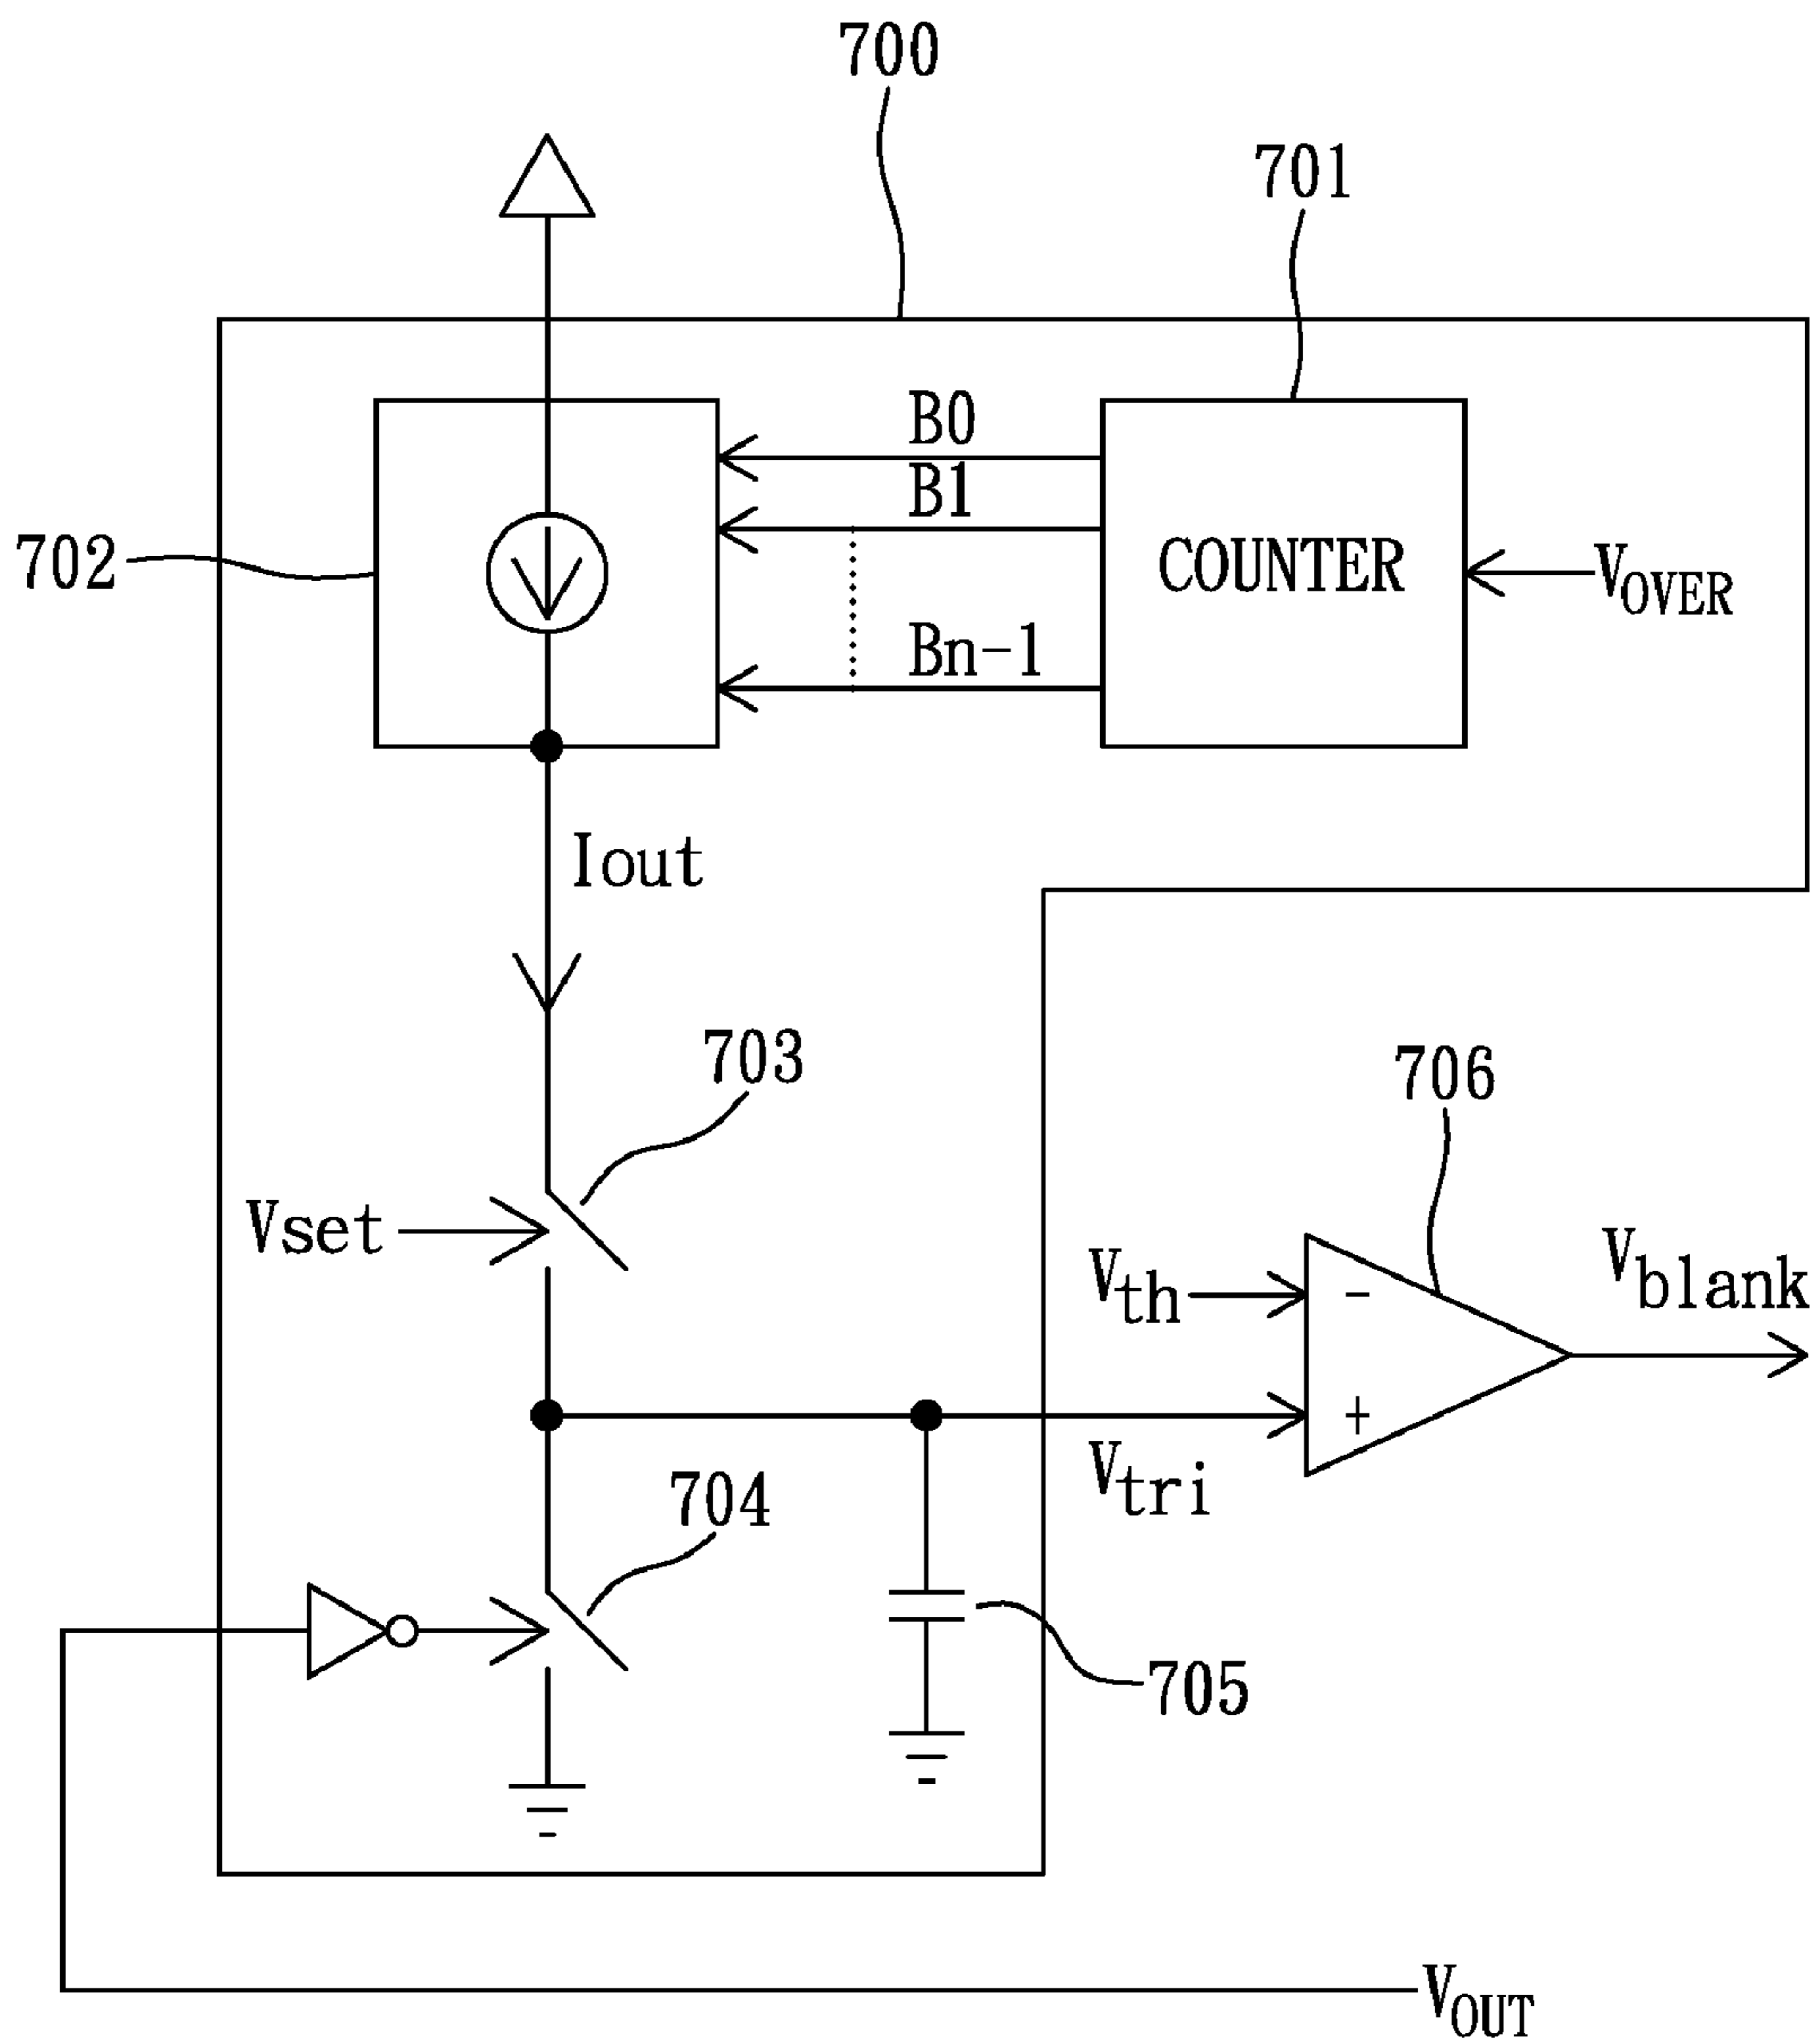 700
701
B0
B1
702
COUNTER
VOVER
Bn-1
Iout
703
706
Vset
Vth
-
Vblank
+
Vtri
704
705
VOUT